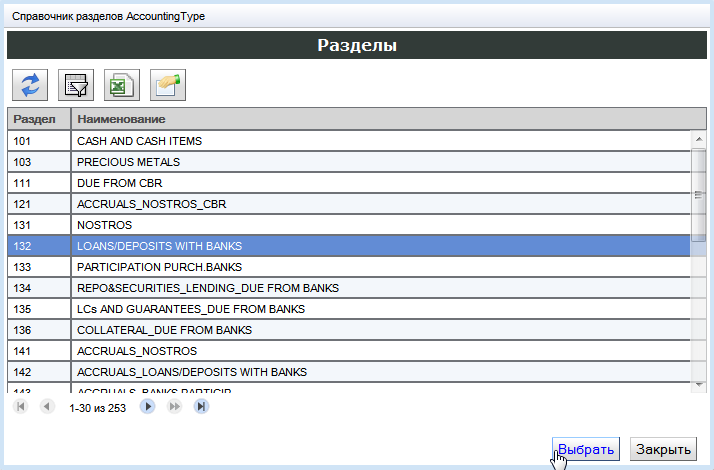 Справочник разделов AccountingType
Разделы
Раздел Наименование
101 CASH AND CASH ITEMS
103 PRECIOUS METALS
111 DUE FROM CBR
121 ACCRUALS_NOSTROS_CBR
131 NOSTROS
132 LOANS/DEPOSITS WITH BANKS
133 PARTICIPATION PURCH.BANKS
134 REPO&SECURITIES_LENDING_DUE FROM BANKS
135 LCs AND GUARANTEES_DUE FROM BANKS
136 COLLATERAL_DUE FROM BANKS
141 ACCRUALS_NOSTROS
142 ACCRUALS_LOANS/DEPOSITS WITH BANKS
143 ACCRUALS_BANKS PARTICIP
1-30 из 253
Выбрать Закрыть